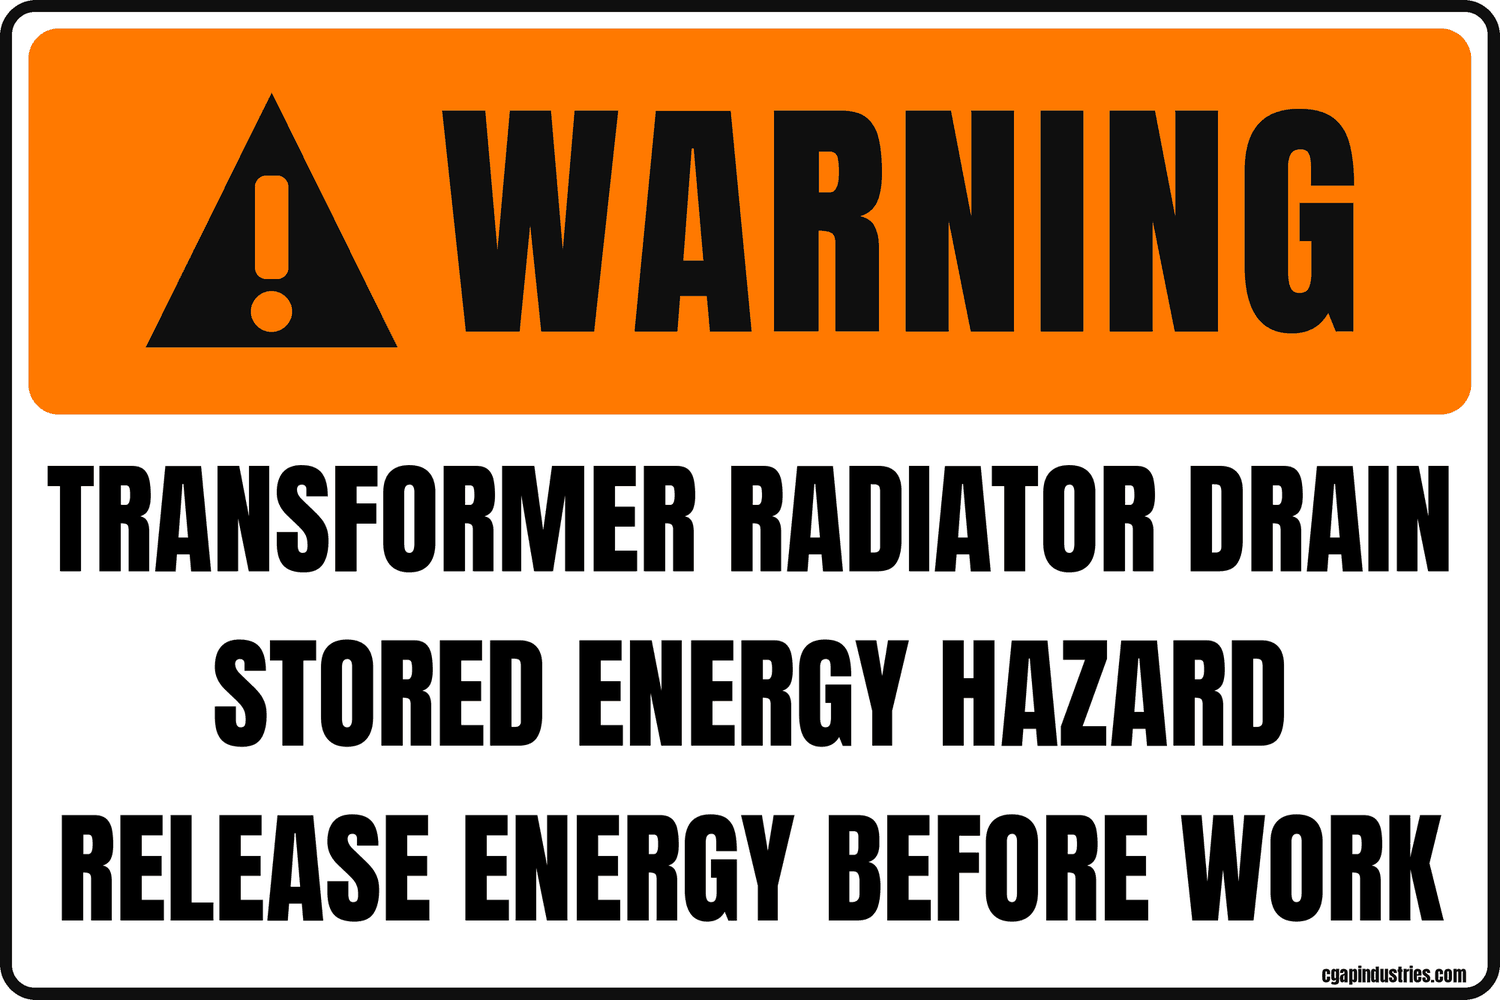 WARNING
TRANSFORMER RADIATOR DRAIN
STORED ENERGY HAZARD
RELEASE ENERGY BEFORE WORK
cgapindustries.com